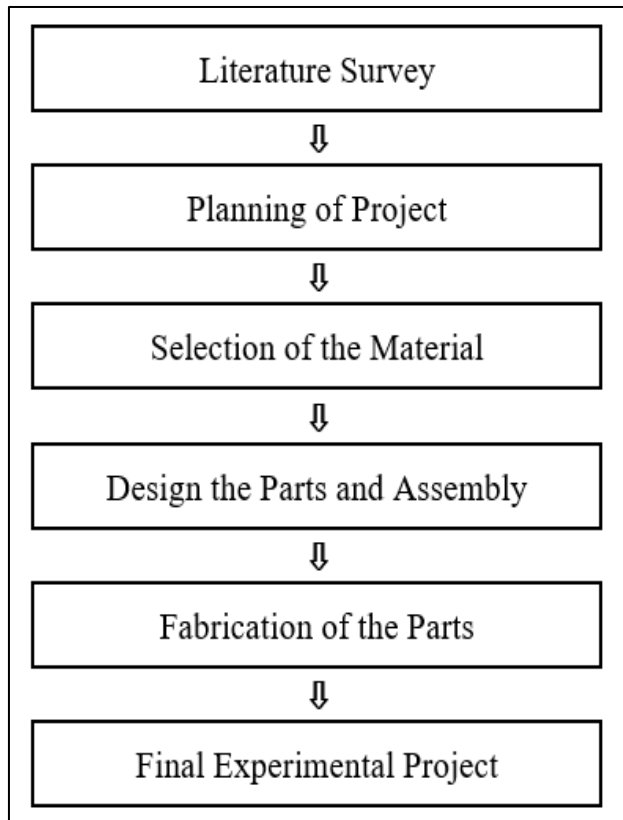 Literature Survey
⇩
Planning of Project
⇩
Selection of the Material
⇩
Design the Parts and Assembly
⇩
Fabrication of the Parts
⇩
Final Experimental Project